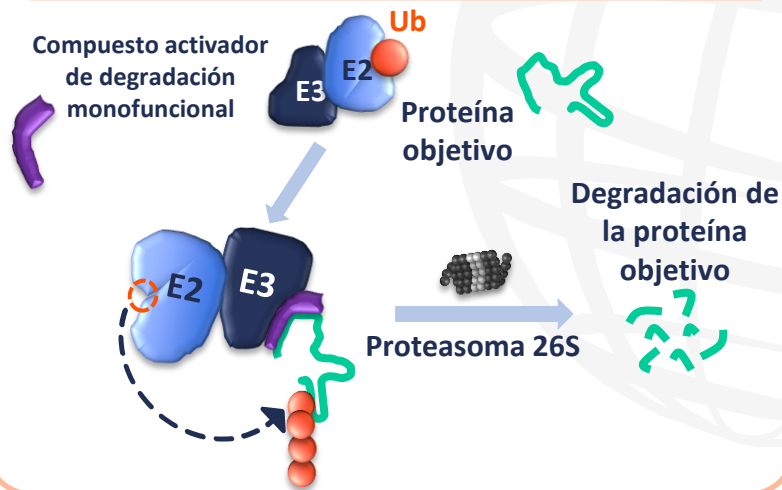 Compuesto activador
de degradación
monofuncional
Ub
E2
E3
Proteína
objetivo
E2
E3
Proteasoma 26S
Degradación de
la proteína
objetivo